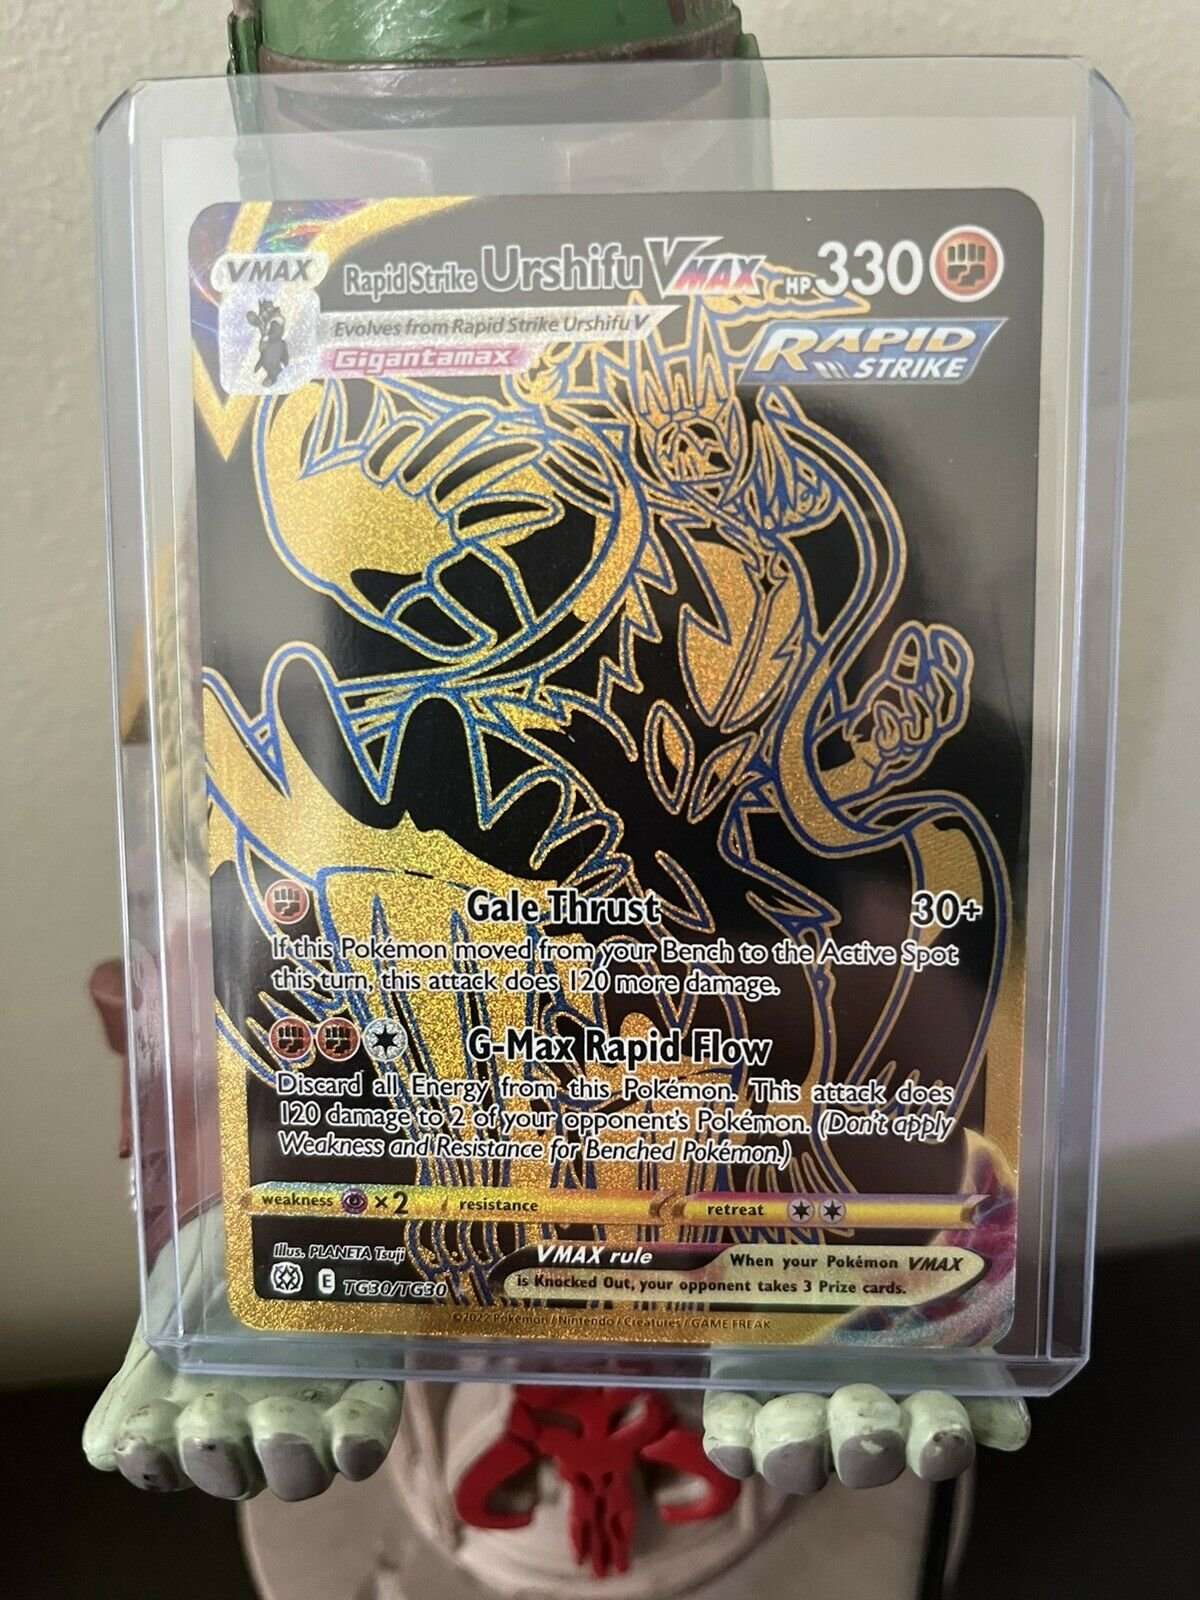 VMAX
Rapid Strike Urshifu VMAX HP 330
Evolves from Rapid Strike Urshifu V
Gigantamax
RAPID STRIKE
Gale Thrust 30+
If this Pokémon moved from your Bench to the Active Spot
this turn, this attack does 120 more damage.
G-Max Rapid Flow
Discard all Energy from this Pokémon. This attack does
120 damage to 2 of your opponent's Pokémon. (Don't apply
Weakness and Resistance for Benched Pokémon.)
weakness ×2 resistance retreat
Illus. PLANETA Tsuji
VMAX rule When your Pokémon VMAX
is Knocked Out, your opponent takes 3 Prize cards.
E TG30/TG30
©2022 Pokémon / Nintendo / Creatures / GAME FREAK